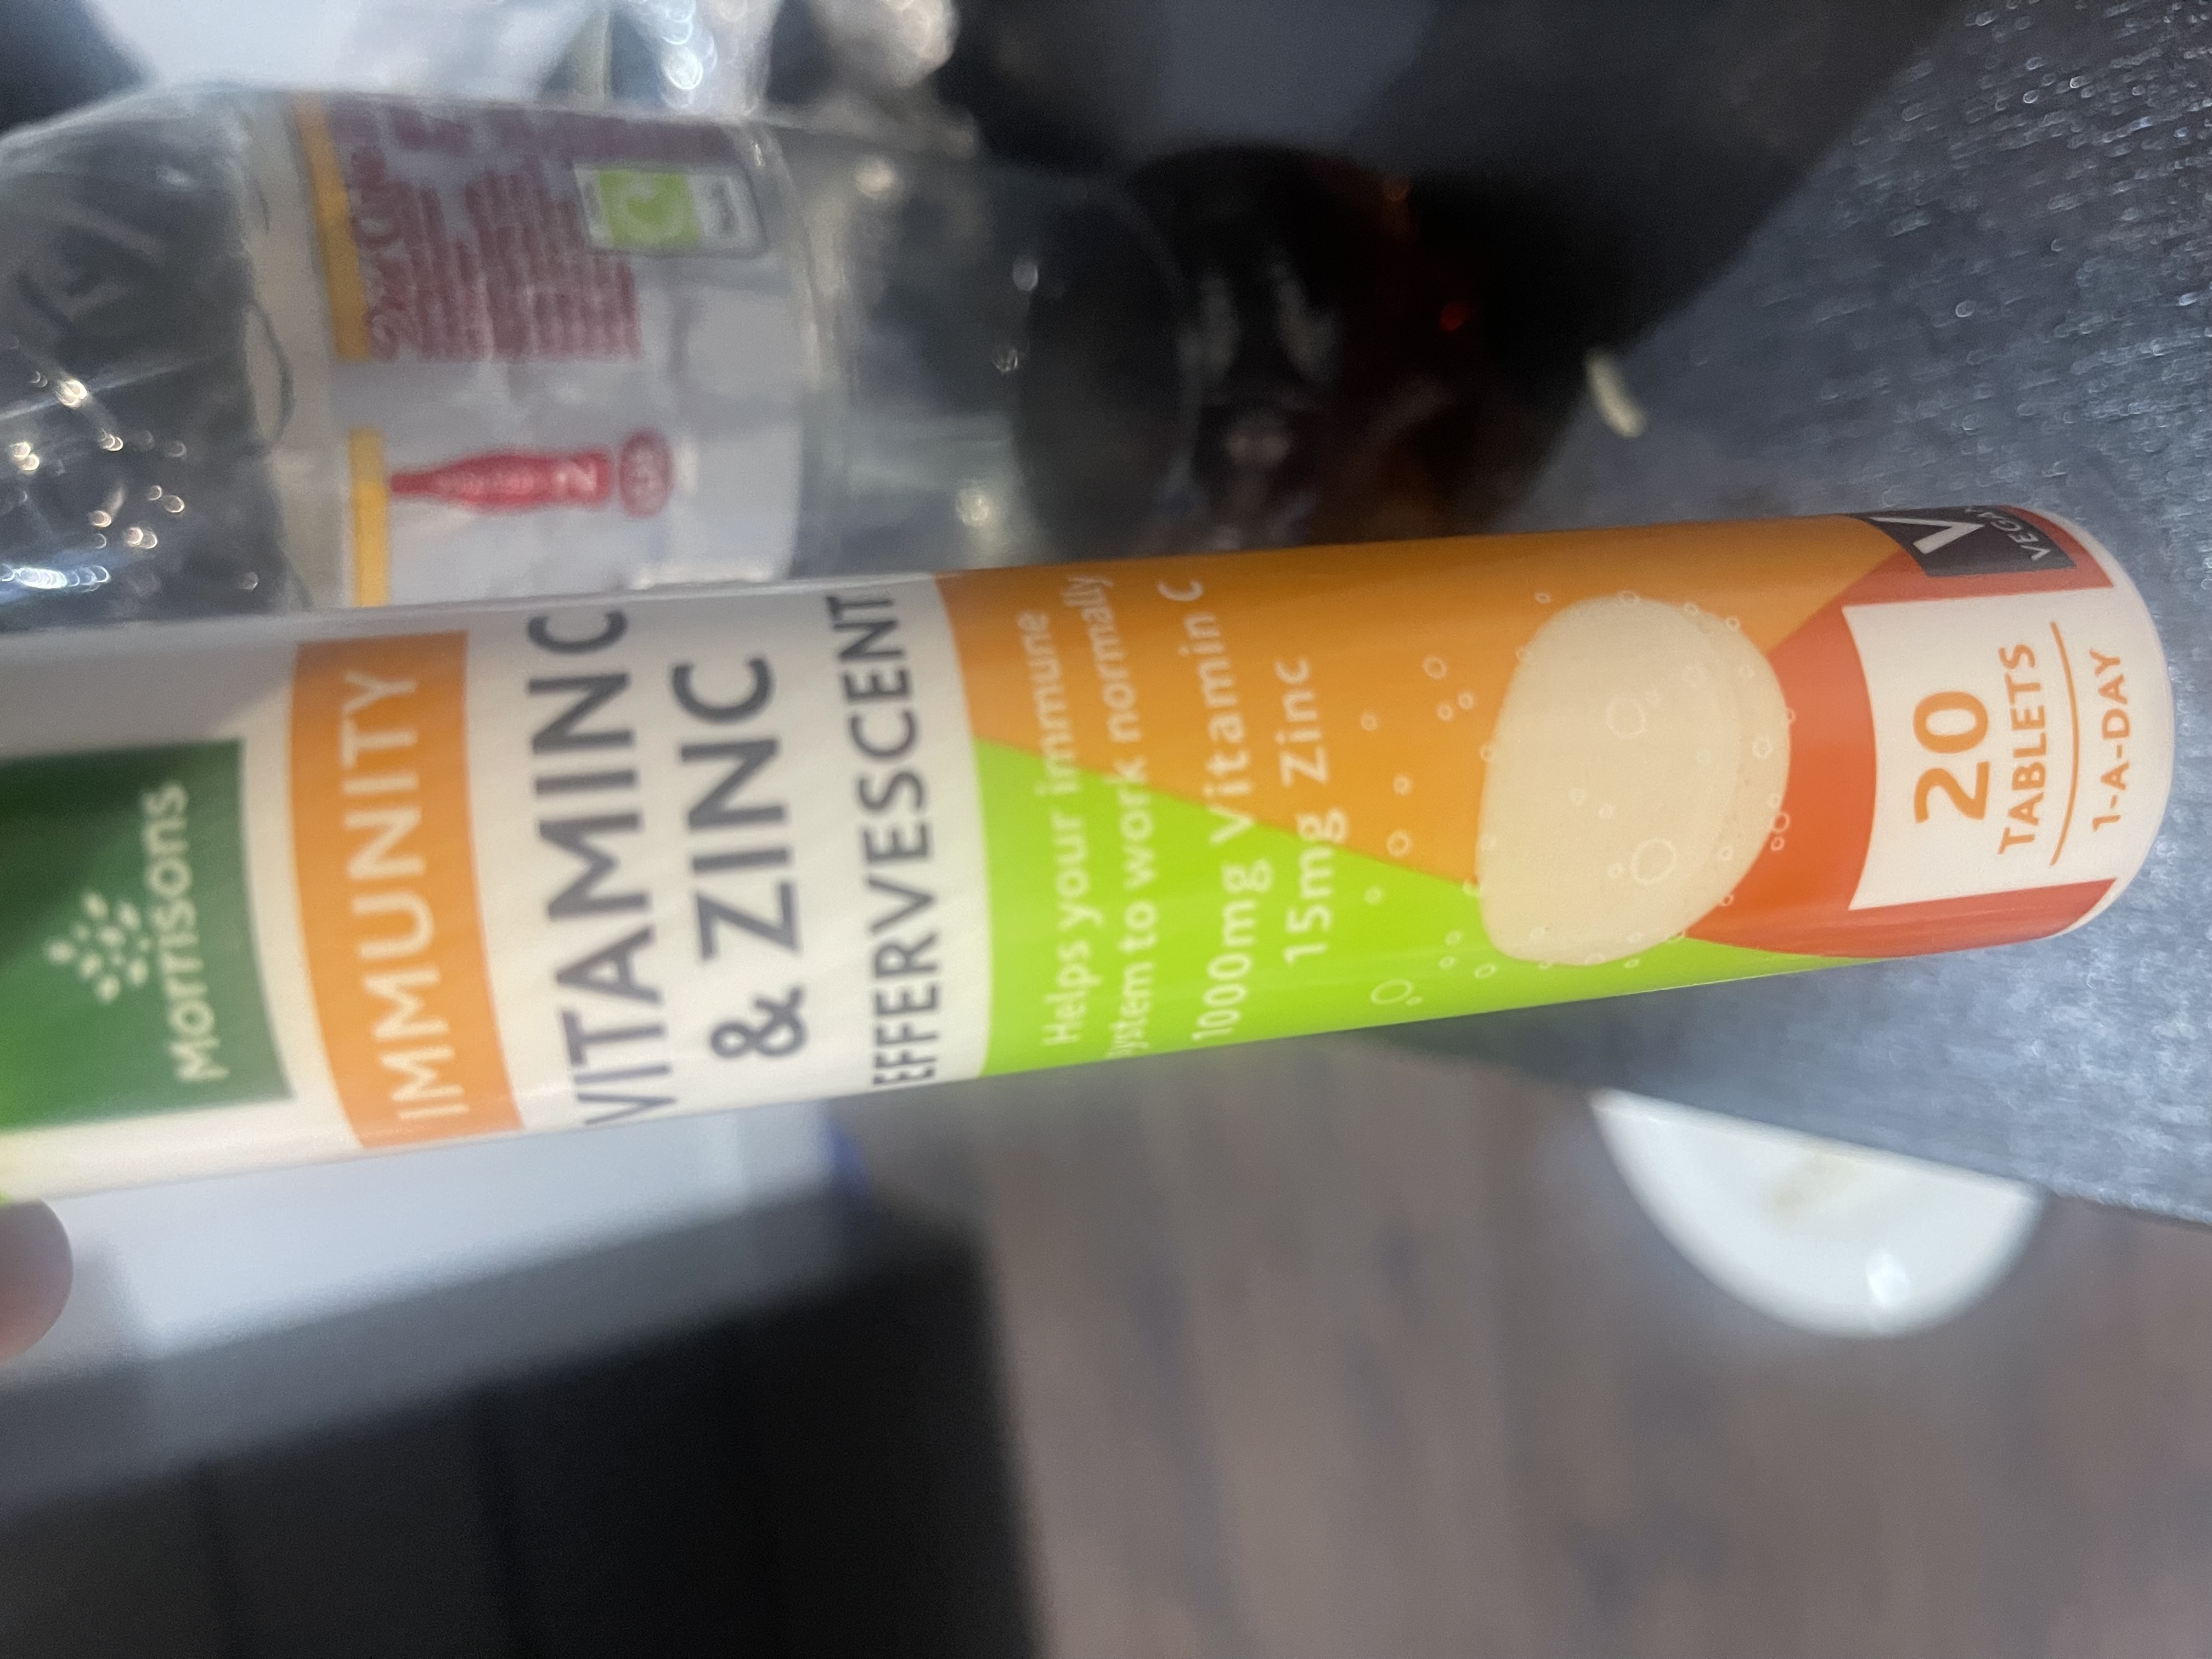 Morrisons
IMMUNITY
VITAMIN C
& ZINC
EFFERVESCENT
Helps your immune
system to work normally
1000mg Vitamin C
15mg Zinc
V
VEGAN
20
TABLETS
1-A-DAY